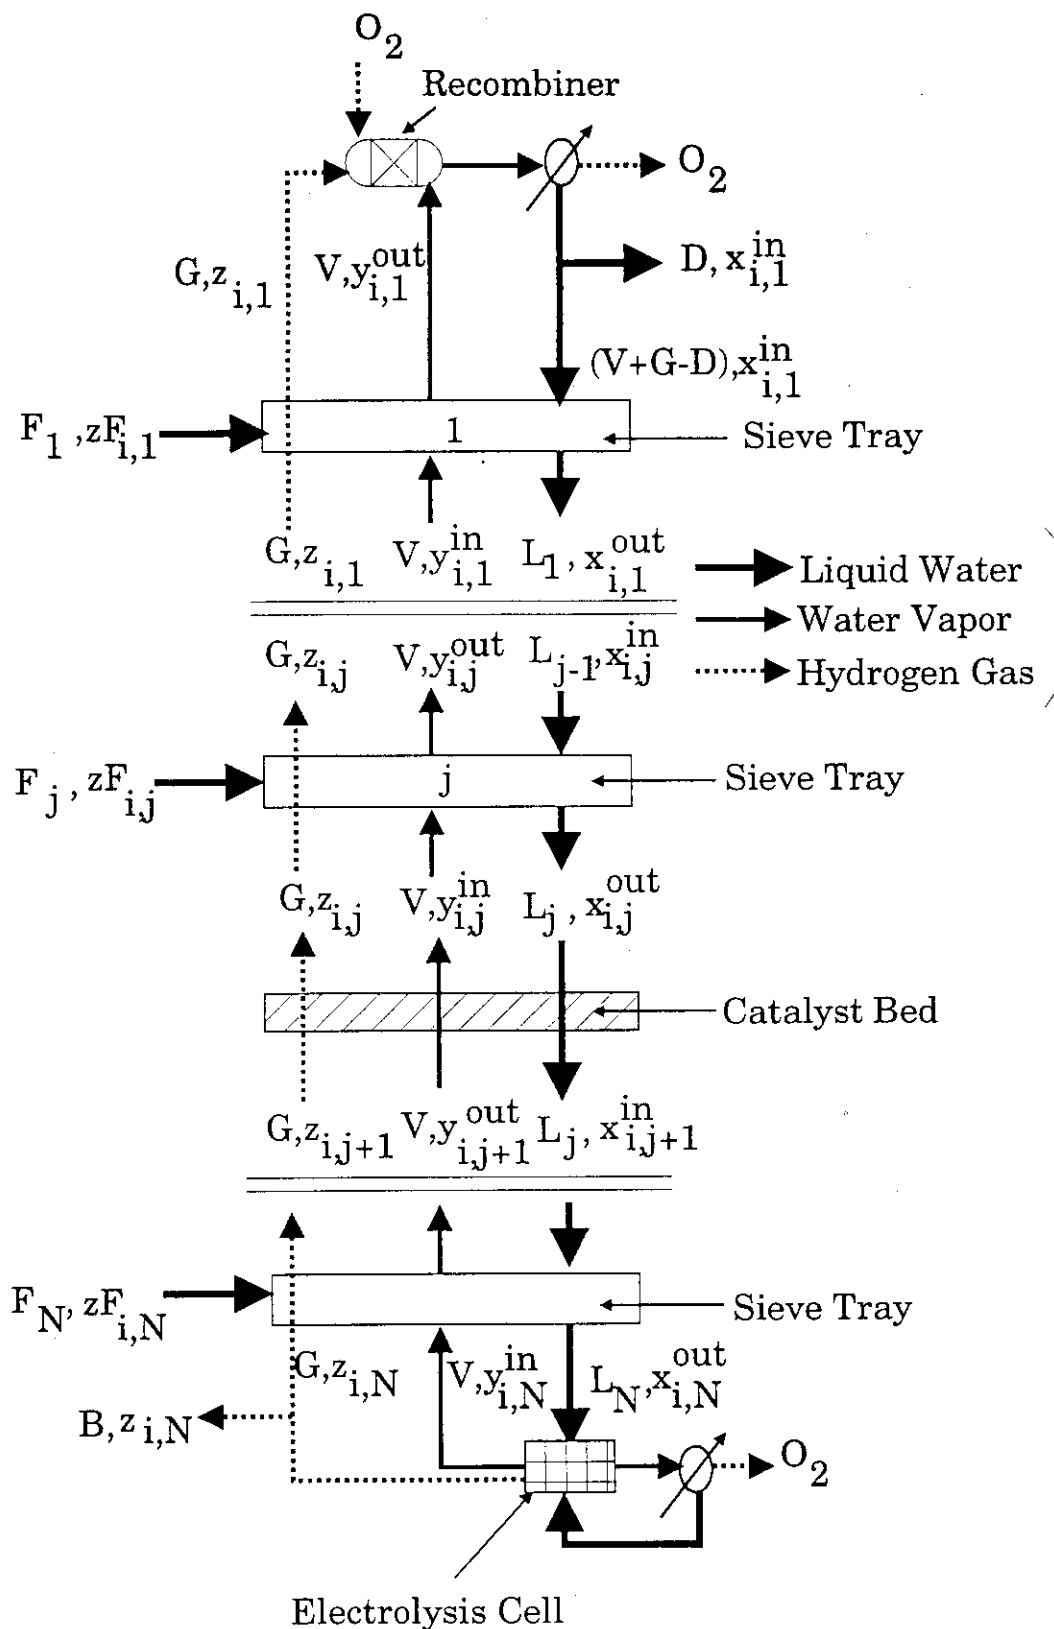 O2
Recombiner
O2
G,z i,1
V,y i,1 out
D, x i,1 in
(V+G-D),x i,1 in
F1 ,zF i,1
1
Sieve Tray
G,z i,1
V,y i,1 in
L1, x i,1 out
Liquid Water
Water Vapor
Hydrogen Gas
G,z i,j
V,y i,j out
L j-1,x i,j in
F j , zF i,j
j
Sieve Tray
G,z i,j
V,y i,j in
L j , x i,j out
Catalyst Bed
G,z i,j+1
V,y i,j+1 out
L j, x i,j+1 in
F N, zF i,N
Sieve Tray
G,z i,N
V,y i,N in
L N,x i,N out
B, z i,N
O2
Electrolysis Cell